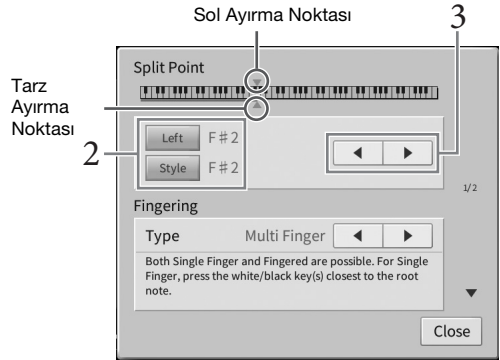 Sol Ayırma Noktası
3
Split Point
Tarz
Ayırma
Noktası
2
Left F♯2
Style F♯2
1/2
Fingering
Type Multi Finger
Both Single Finger and Fingered are possible. For Single
Finger, press the white/black key(s) closest to the root
note.
Close